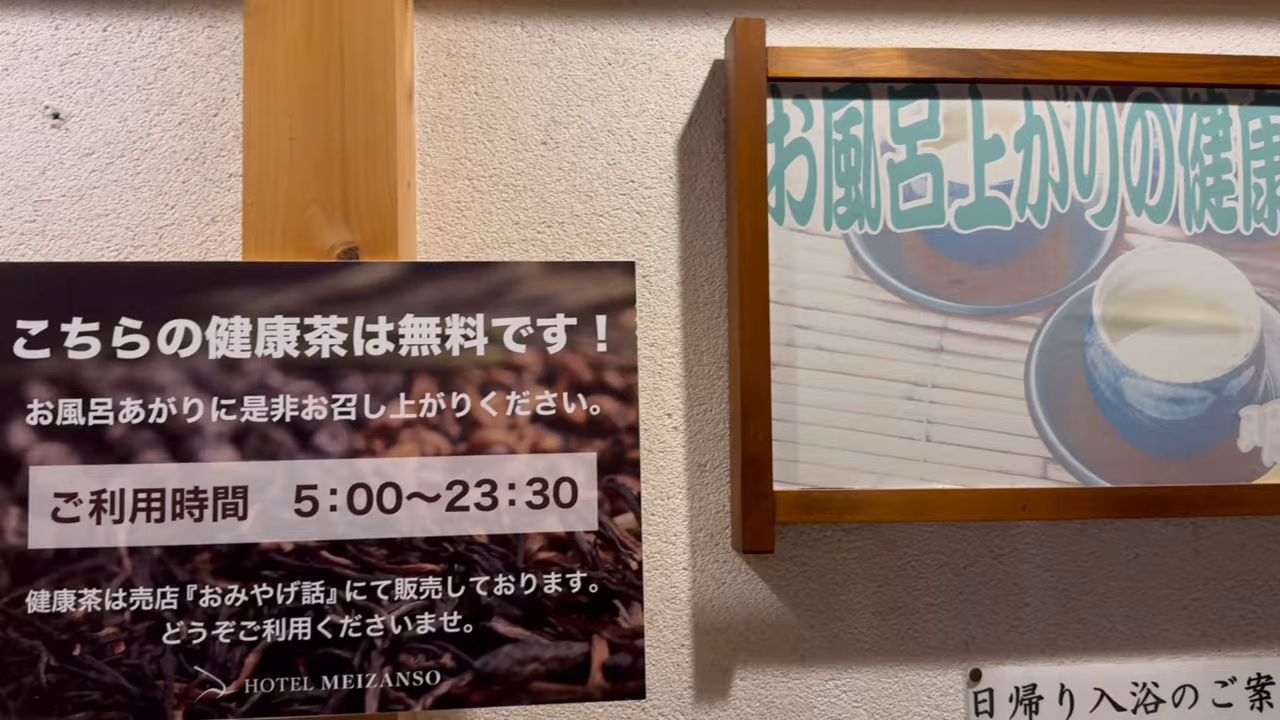 こちらの健康茶は無料です！
お風呂あがりに是非お召し上がりください。
ご利用時間　5:00〜23:30
健康茶は売店『おみやげ話』にて販売しております。
どうぞご利用くださいませ。
HOTEL MEIZANSO
お風呂上がりの健康
日帰り入浴のご案